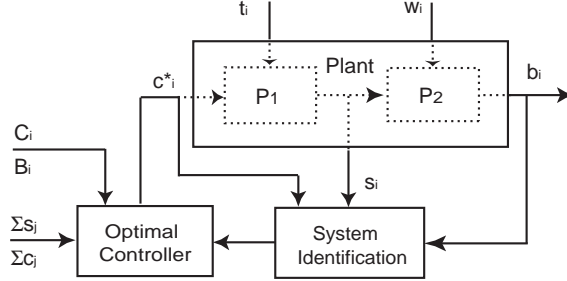 tᵢ
wᵢ
Plant
c*ᵢ
P₁
P₂
bᵢ
Cᵢ
Bᵢ
sᵢ
Σsⱼ
Σcⱼ
Optimal
Controller
System
Identification